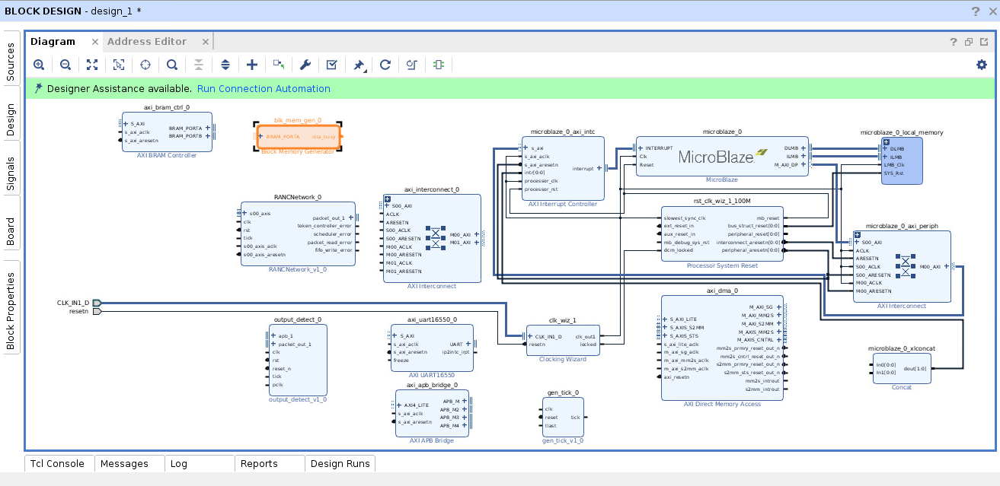 BLOCK DESIGN - design_1 *
? ×
Sources
Design
Signals
Board
Block Properties
Diagram × Address Editor ×
?
Designer Assistance available. Run Connection Automation
axi_bram_ctrl_0
S_AXI
s_axi_aclk
s_axi_aresetn
BRAM_PORTA
BRAM_PORTB
AXI BRAM Controller
blk_mem_gen_0
BRAM_PORTA
rsta_busy
Block Memory Generator
microblaze_0_axi_intc
s_axi
s_axi_aclk
s_axi_aresetn
intr[0:0]
processor_clk
processor_rst
interrupt
AXI Interrupt Controller
microblaze_0
INTERRUPT
Clk
Reset
MicroBlaze
DLMB
ILMB
M_AXI_DP
MicroBlaze
microblaze_0_local_memory
DLMB
ILMB
LMB_Clk
SYS_Rst
RANCNetwork_0
s00_axis
clk
rst
tick
s00_axis_aclk
s00_axis_aresetn
packet_out_1
token_controller_error
scheduler_error
packet_read_error
fifo_write_error
RANCNetwork_v1_0
axi_interconnect_0
S00_AXI
ACLK
ARESETN
S00_ACLK
S00_ARESETN
M00_ACLK
M00_ARESETN
M01_ACLK
M01_ARESETN
M00_AXI
M01_AXI
AXI Interconnect
rst_clk_wiz_1_100M
slowest_sync_clk
ext_reset_in
aux_reset_in
mb_debug_sys_rst
dcm_locked
mb_reset
bus_struct_reset[0:0]
peripheral_reset[0:0]
interconnect_aresetn[0:0]
peripheral_aresetn[0:0]
Processor System Reset
microblaze_0_axi_periph
S00_AXI
ACLK
ARESETN
S00_ACLK
S00_ARESETN
M00_ACLK
M00_ARESETN
M00_AXI
AXI Interconnect
CLK_IN1_D
resetn
output_detect_0
apb_1
packet_out_1
clk
rst
reset_n
tick
pclk
output_detect_v1_0
axi_uart16550_0
S_AXI
s_axi_aclk
s_axi_aresetn
freeze
UART
ip2intc_irpt
AXI UART16550
clk_wiz_1
CLK_IN1_D
resetn
clk_out1
locked
Clocking Wizard
axi_dma_0
S_AXI_LITE
S_AXIS_S2MM
S_AXIS_STS
s_axi_lite_aclk
m_axi_sg_aclk
m_axi_mm2s_aclk
m_axi_s2mm_aclk
axi_resetn
M_AXI_SG
M_AXI_MM2S
M_AXI_S2MM
M_AXIS_MM2S
M_AXIS_CNTRL
mm2s_prmry_reset_out_n
mm2s_cntrl_reset_out_n
s2mm_prmry_reset_out_n
s2mm_sts_reset_out_n
mm2s_introut
s2mm_introut
AXI Direct Memory Access
microblaze_0_xlconcat
In0[0:0]
In1[0:0]
dout[1:0]
Concat
axi_apb_bridge_0
AXI4_LITE
s_axi_aclk
s_axi_aresetn
APB_M
APB_M2
APB_M3
APB_M4
AXI APB Bridge
gen_tick_0
clk
reset
tlast
tick
gen_tick_v1_0
Tcl Console
Messages
Log
Reports
Design Runs